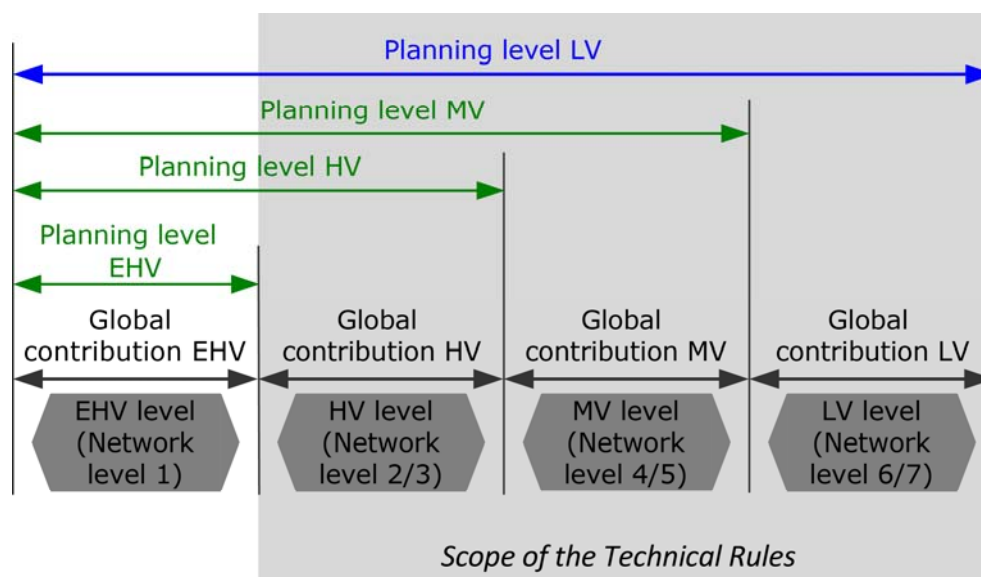 Planning level LV
Planning level MV
Planning level HV
Planning level
EHV
Global
contribution EHV
Global
contribution HV
Global
contribution MV
Global
contribution LV
EHV level
(Network
level 1)
HV level
(Network
level 2/3)
MV level
(Network
level 4/5)
LV level
(Network
level 6/7)
Scope of the Technical Rules